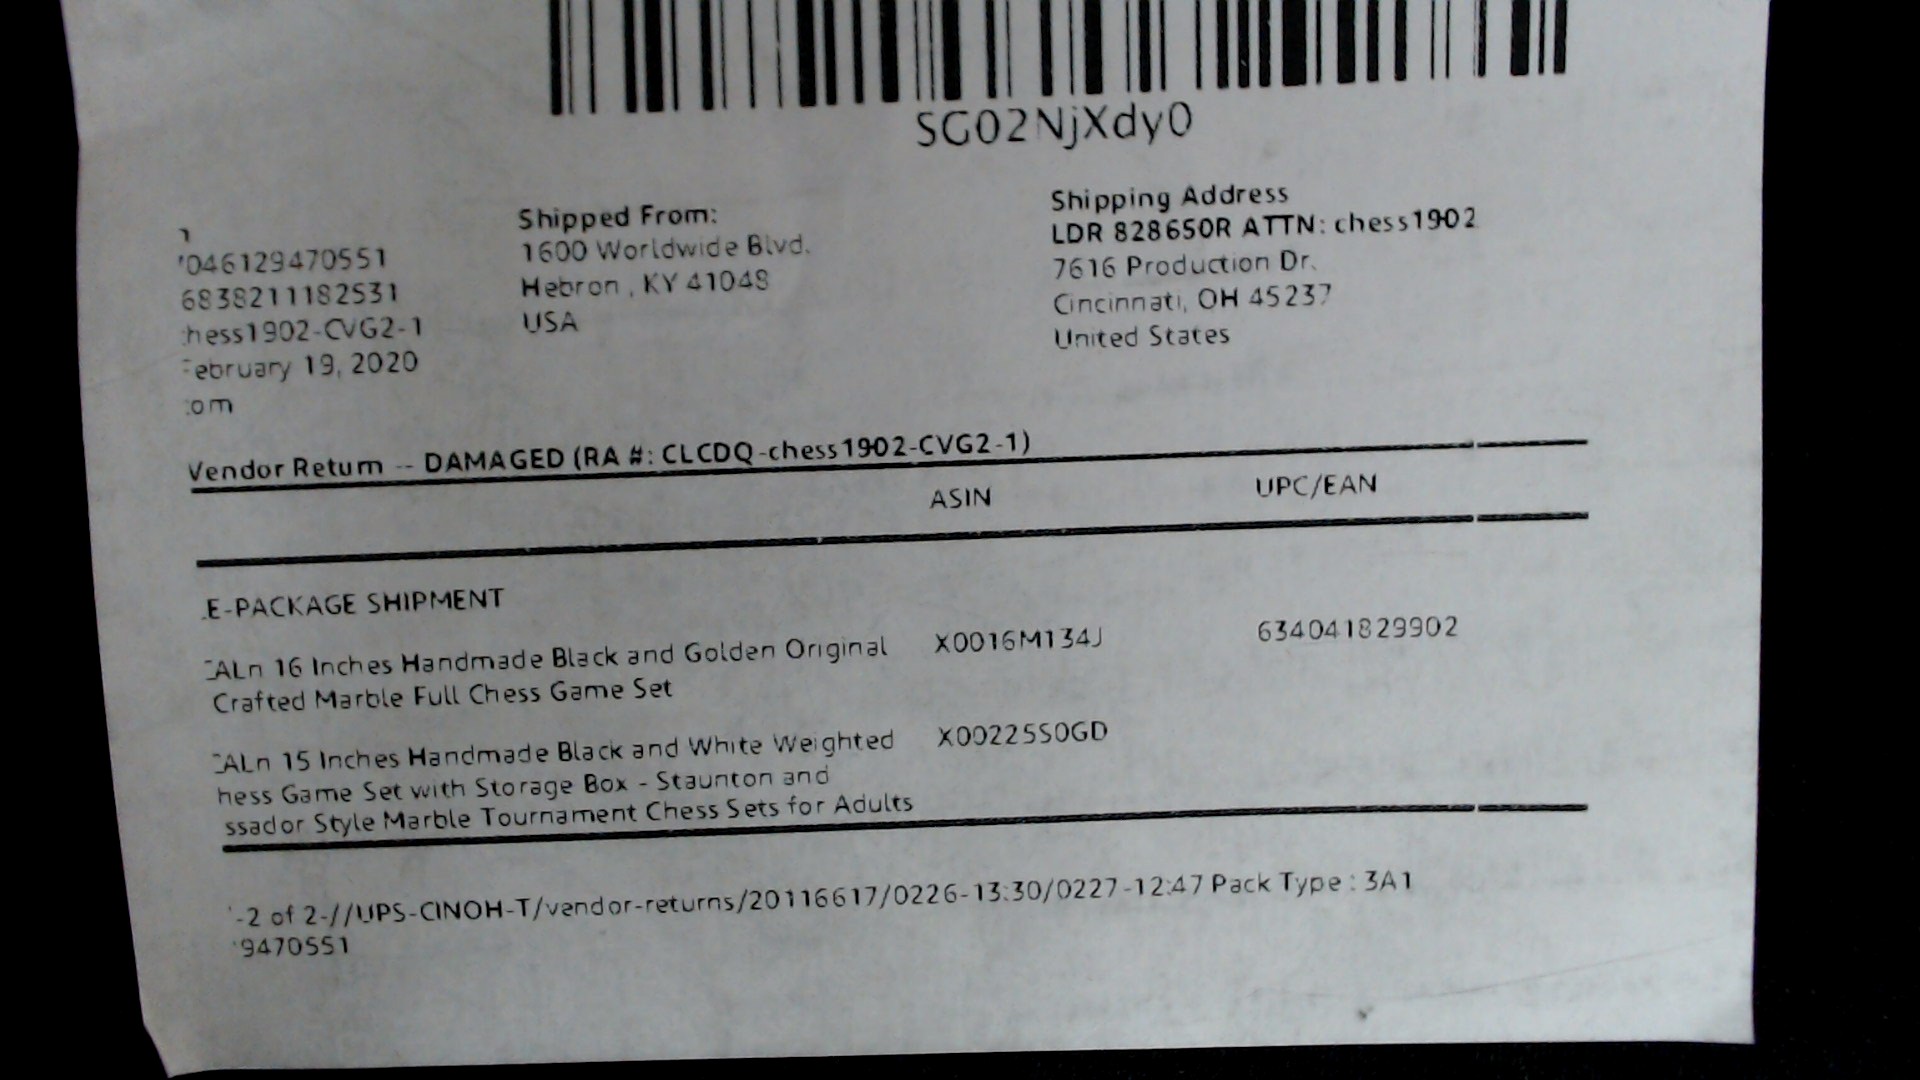 SG02NjXdy0
046129470551
6838211182531
hess1902-CVG2-1
ebruary 19, 2020
om
Shipped From:
1600 Worldwide Blvd.
Hebron , KY 41048
USA
Shipping Address
LDR 828650R ATTN: chess1902
7616 Production Dr.
Cincinnati, OH 45237
United States
Vendor Return -- DAMAGED (RA #: CLCDQ-chess1902-CVG2-1)
ASIN UPC/EAN
E-PACKAGE SHIPMENT
ALn 16 Inches Handmade Black and Golden Original X0016M134J 634041829902
Crafted Marble Full Chess Game Set
ALn 15 Inches Handmade Black and White Weighted X00225S0GD
hess Game Set with Storage Box - Staunton and
ssador Style Marble Tournament Chess Sets for Adults
-2 of 2-//UPS-CINOH-T/vendor-returns/20116617/0226-13:30/0227-12:47 Pack Type : 3A1
9470551